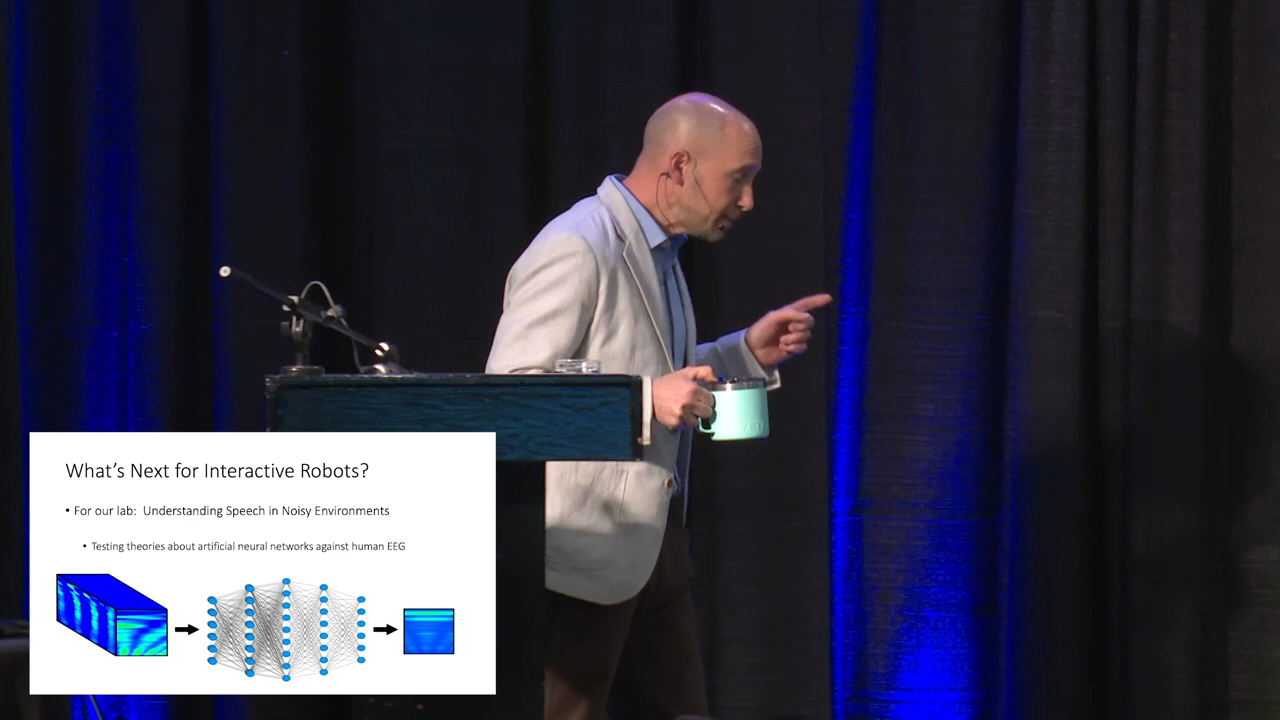 What's Next for Interactive Robots?
• For our lab: Understanding Speech in Noisy Environments
• Testing theories about artificial neural networks against human EEG
YETI